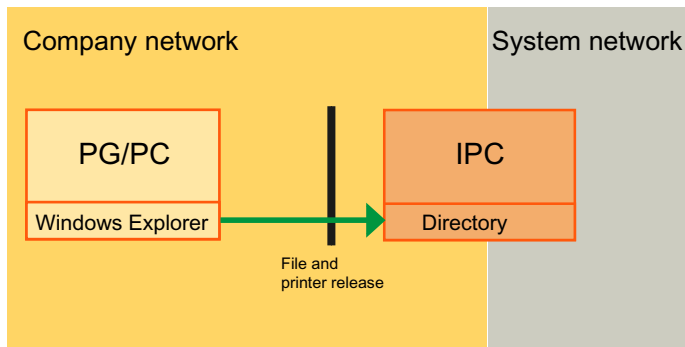 Company network
System network
PG/PC
IPC
Windows Explorer
Directory
File and
printer release